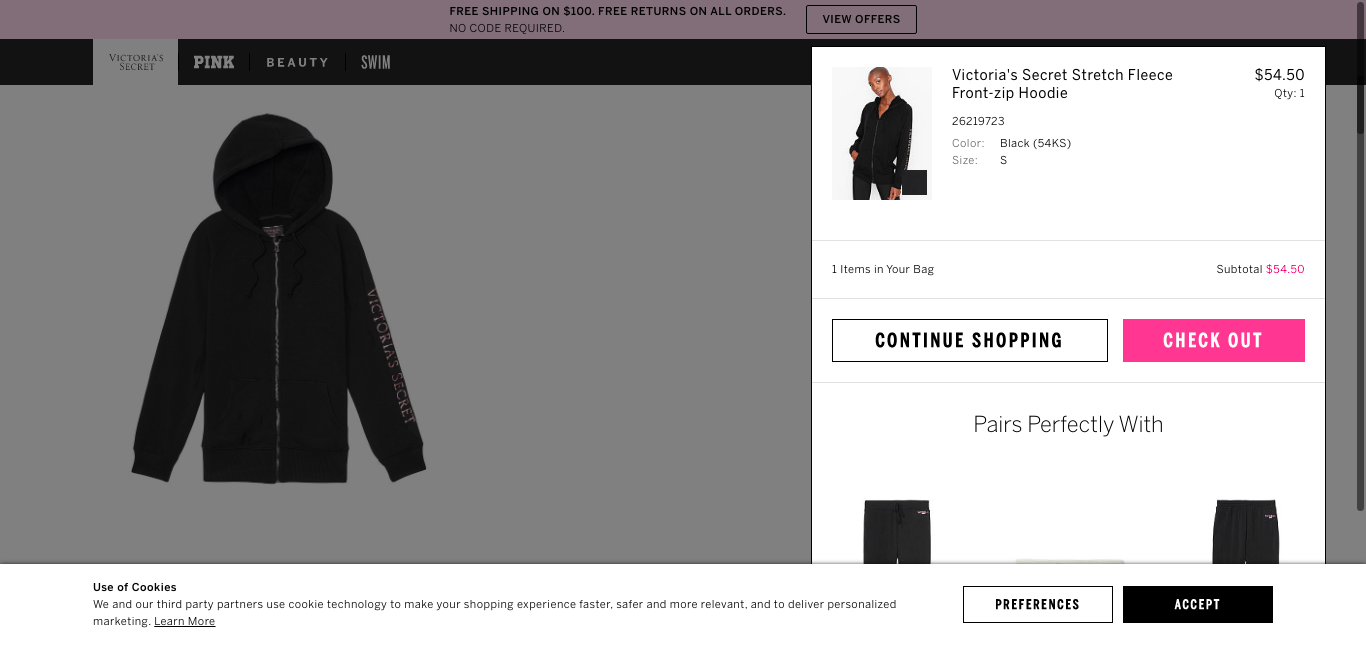 FREE SHIPPING ON $100. FREE RETURNS ON ALL ORDERS.
NO CODE REQUIRED.
VIEW OFFERS
VICTORIA'S
SECRET
PINK
BEAUTY
SWIM
VICTORIA'S SECRET
Victoria's Secret Stretch Fleece
Front-zip Hoodie
$54.50
Qty: 1
26219723
Color: Black (54KS)
Size: S
1 Items in Your Bag
Subtotal $54.50
CONTINUE SHOPPING
CHECK OUT
Pairs Perfectly With
Use of Cookies
We and our third party partners use cookie technology to make your shopping experience faster, safer and more relevant, and to deliver personalized
marketing. Learn More
PREFERENCES
ACCEPT